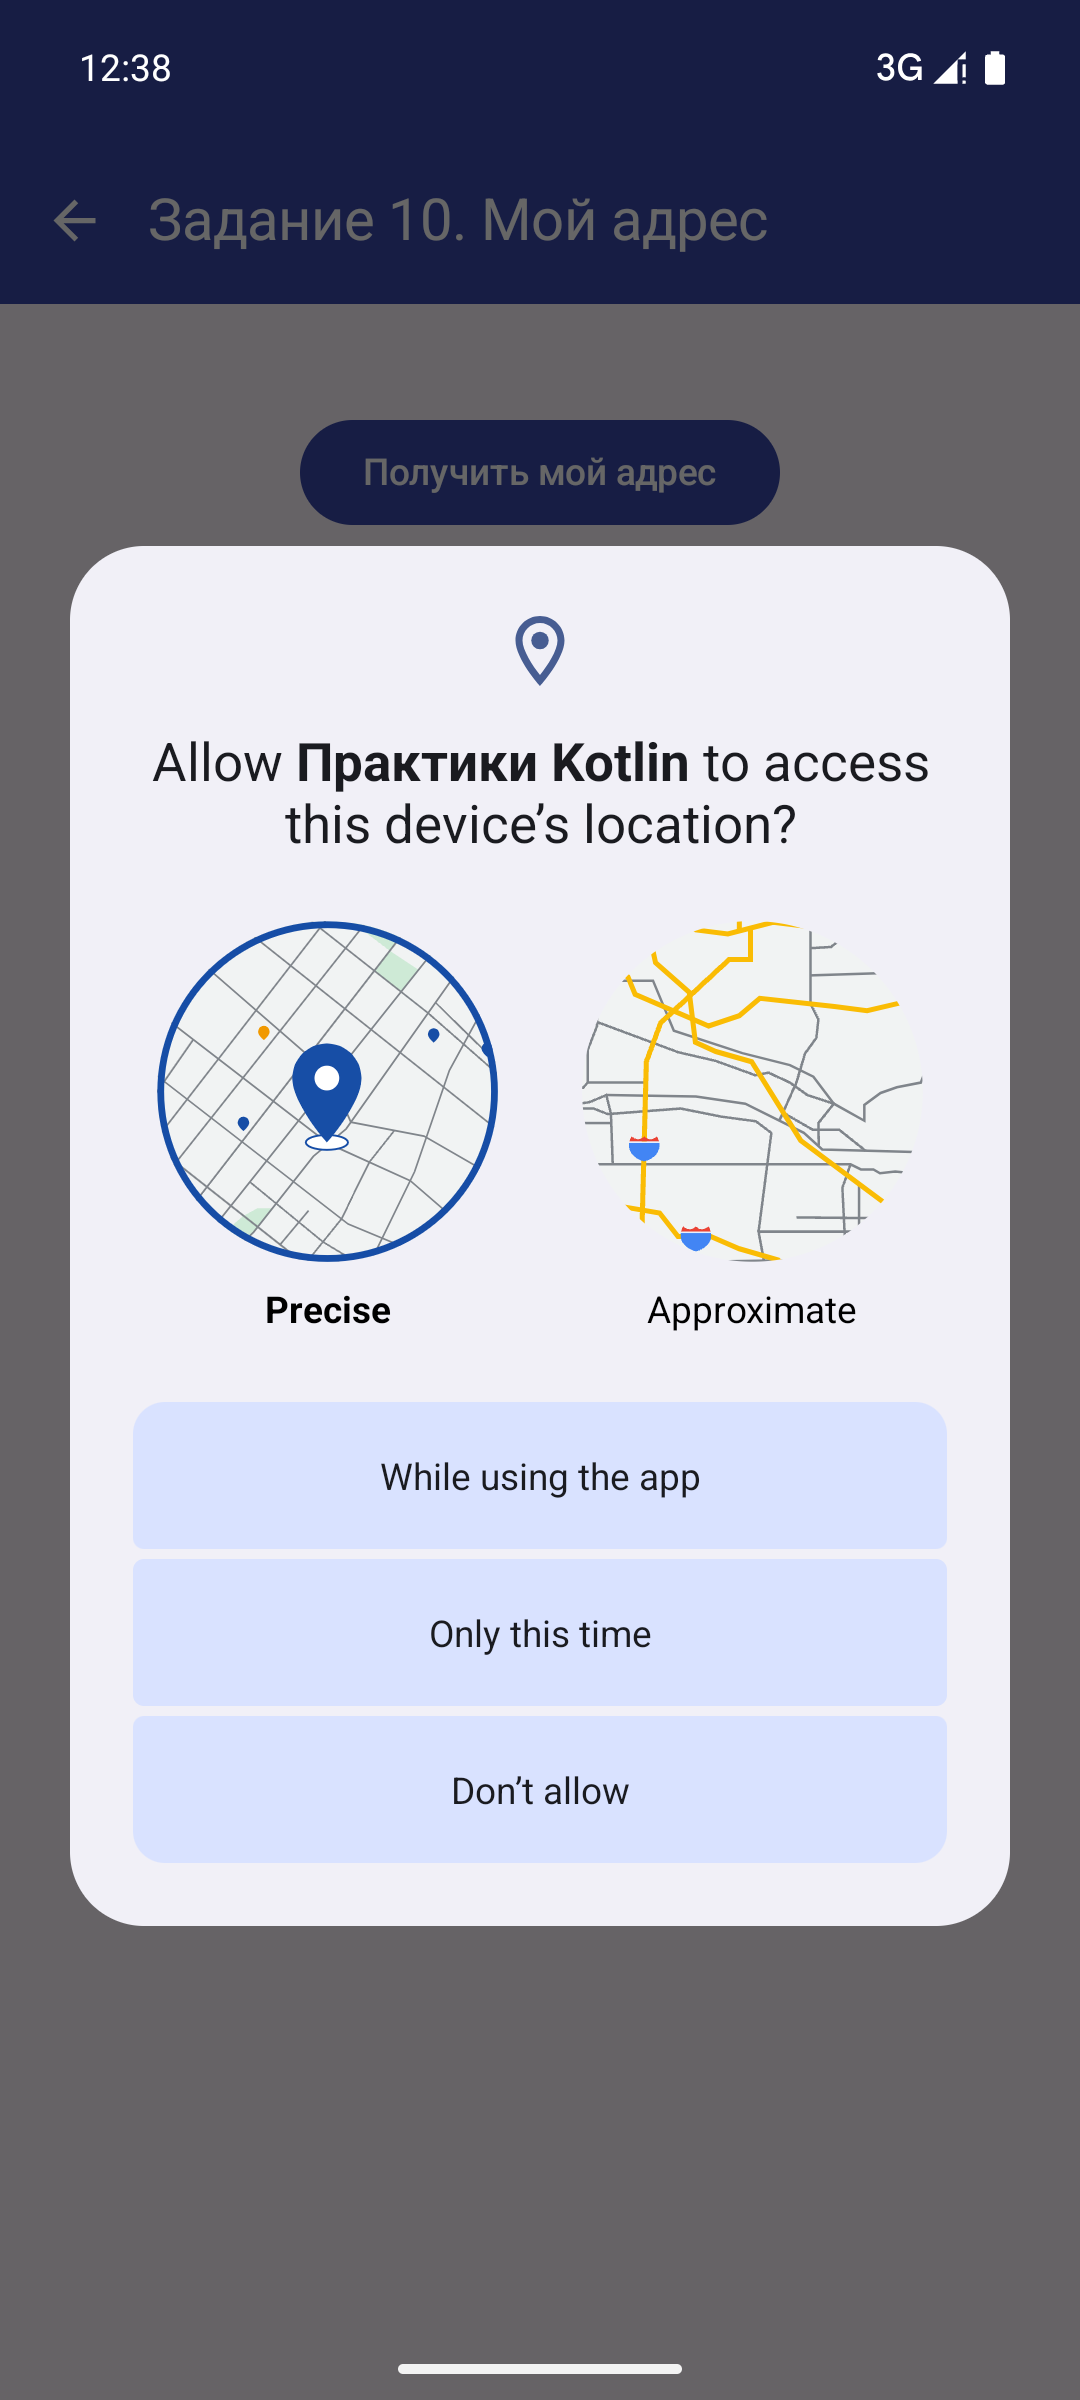 12:38
3G
Задание 10. Мой адрес
Получить мой адрес
Allow Практики Kotlin to access
this device’s location?
Precise
Approximate
While using the app
Only this time
Don’t allow